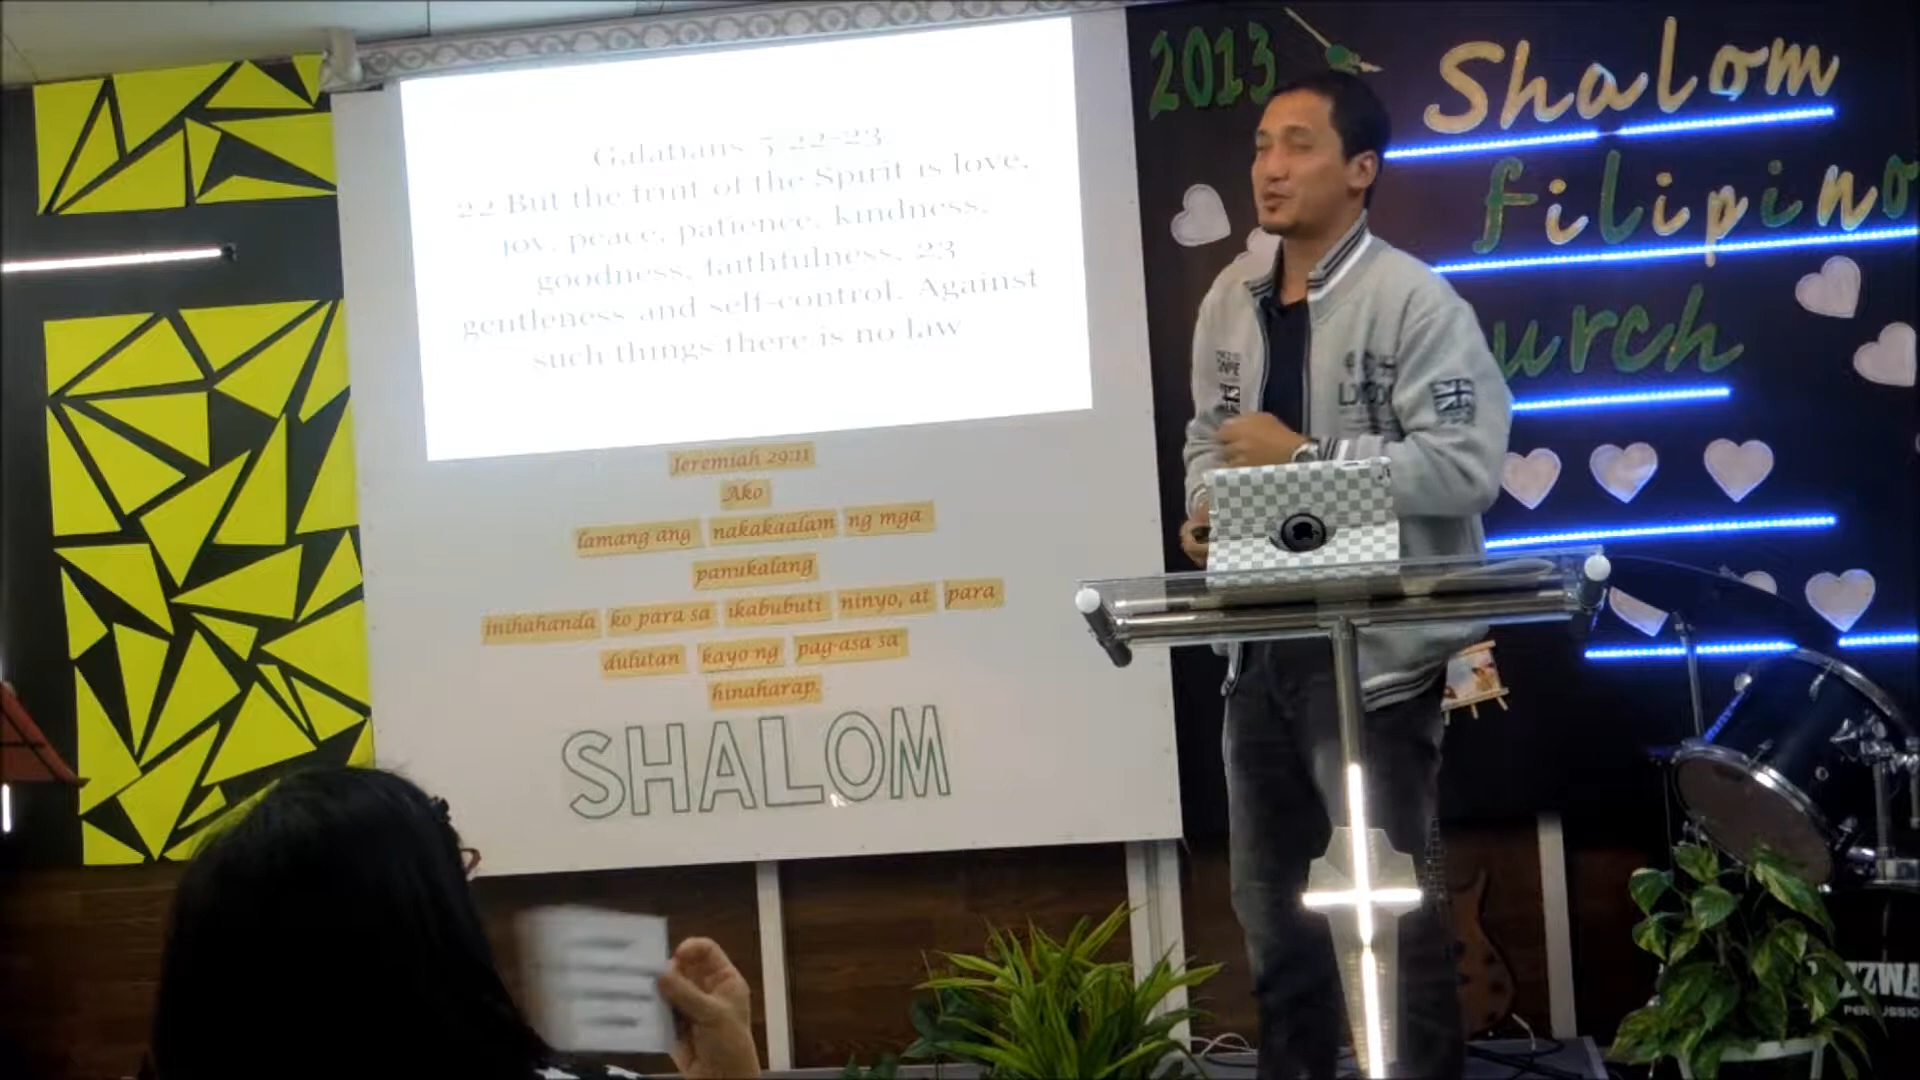 Galatians 5 22-23
22 But the fruit of the Spirit is love,
joy, peace, patience, kindness,
goodness, faithfulness, 23
gentleness and self-control. Against
such things there is no law
Jeremiah 29:11
Ako
lamang ang nakakaalam ng mga
panukalang
inihahanda ko para sa ikabubuti ninyo, at para
dulutan kayo ng pag-asa sa
hinaharap.
SHALOM
2013
Shalom
filipino
urch